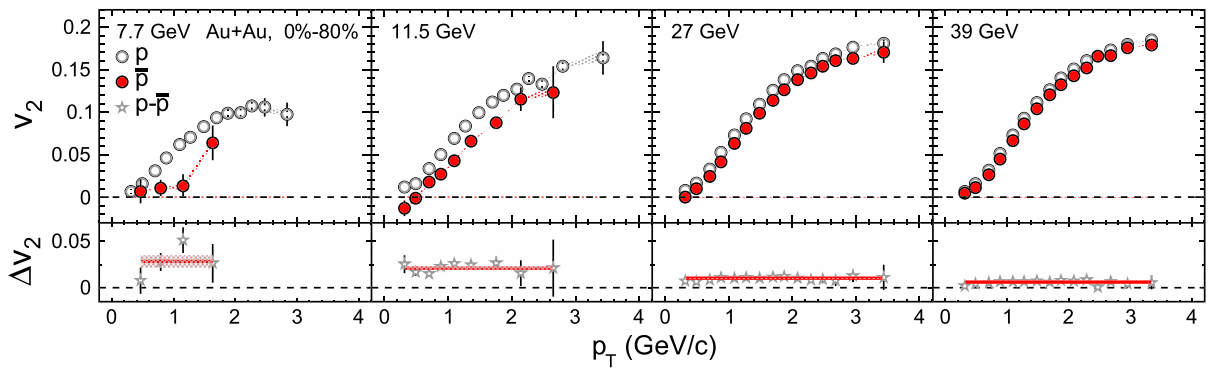 7.7 GeV Au+Au, 0%-80%
11.5 GeV
27 GeV
39 GeV
p
p̅
p-p̅
v₂
0.2
0.15
0.1
0.05
0
Δv₂
0.05
0
0 1 2 3 4
0 1 2 3 4
0 1 2 3 4
0 1 2 3 4
p_T (GeV/c)